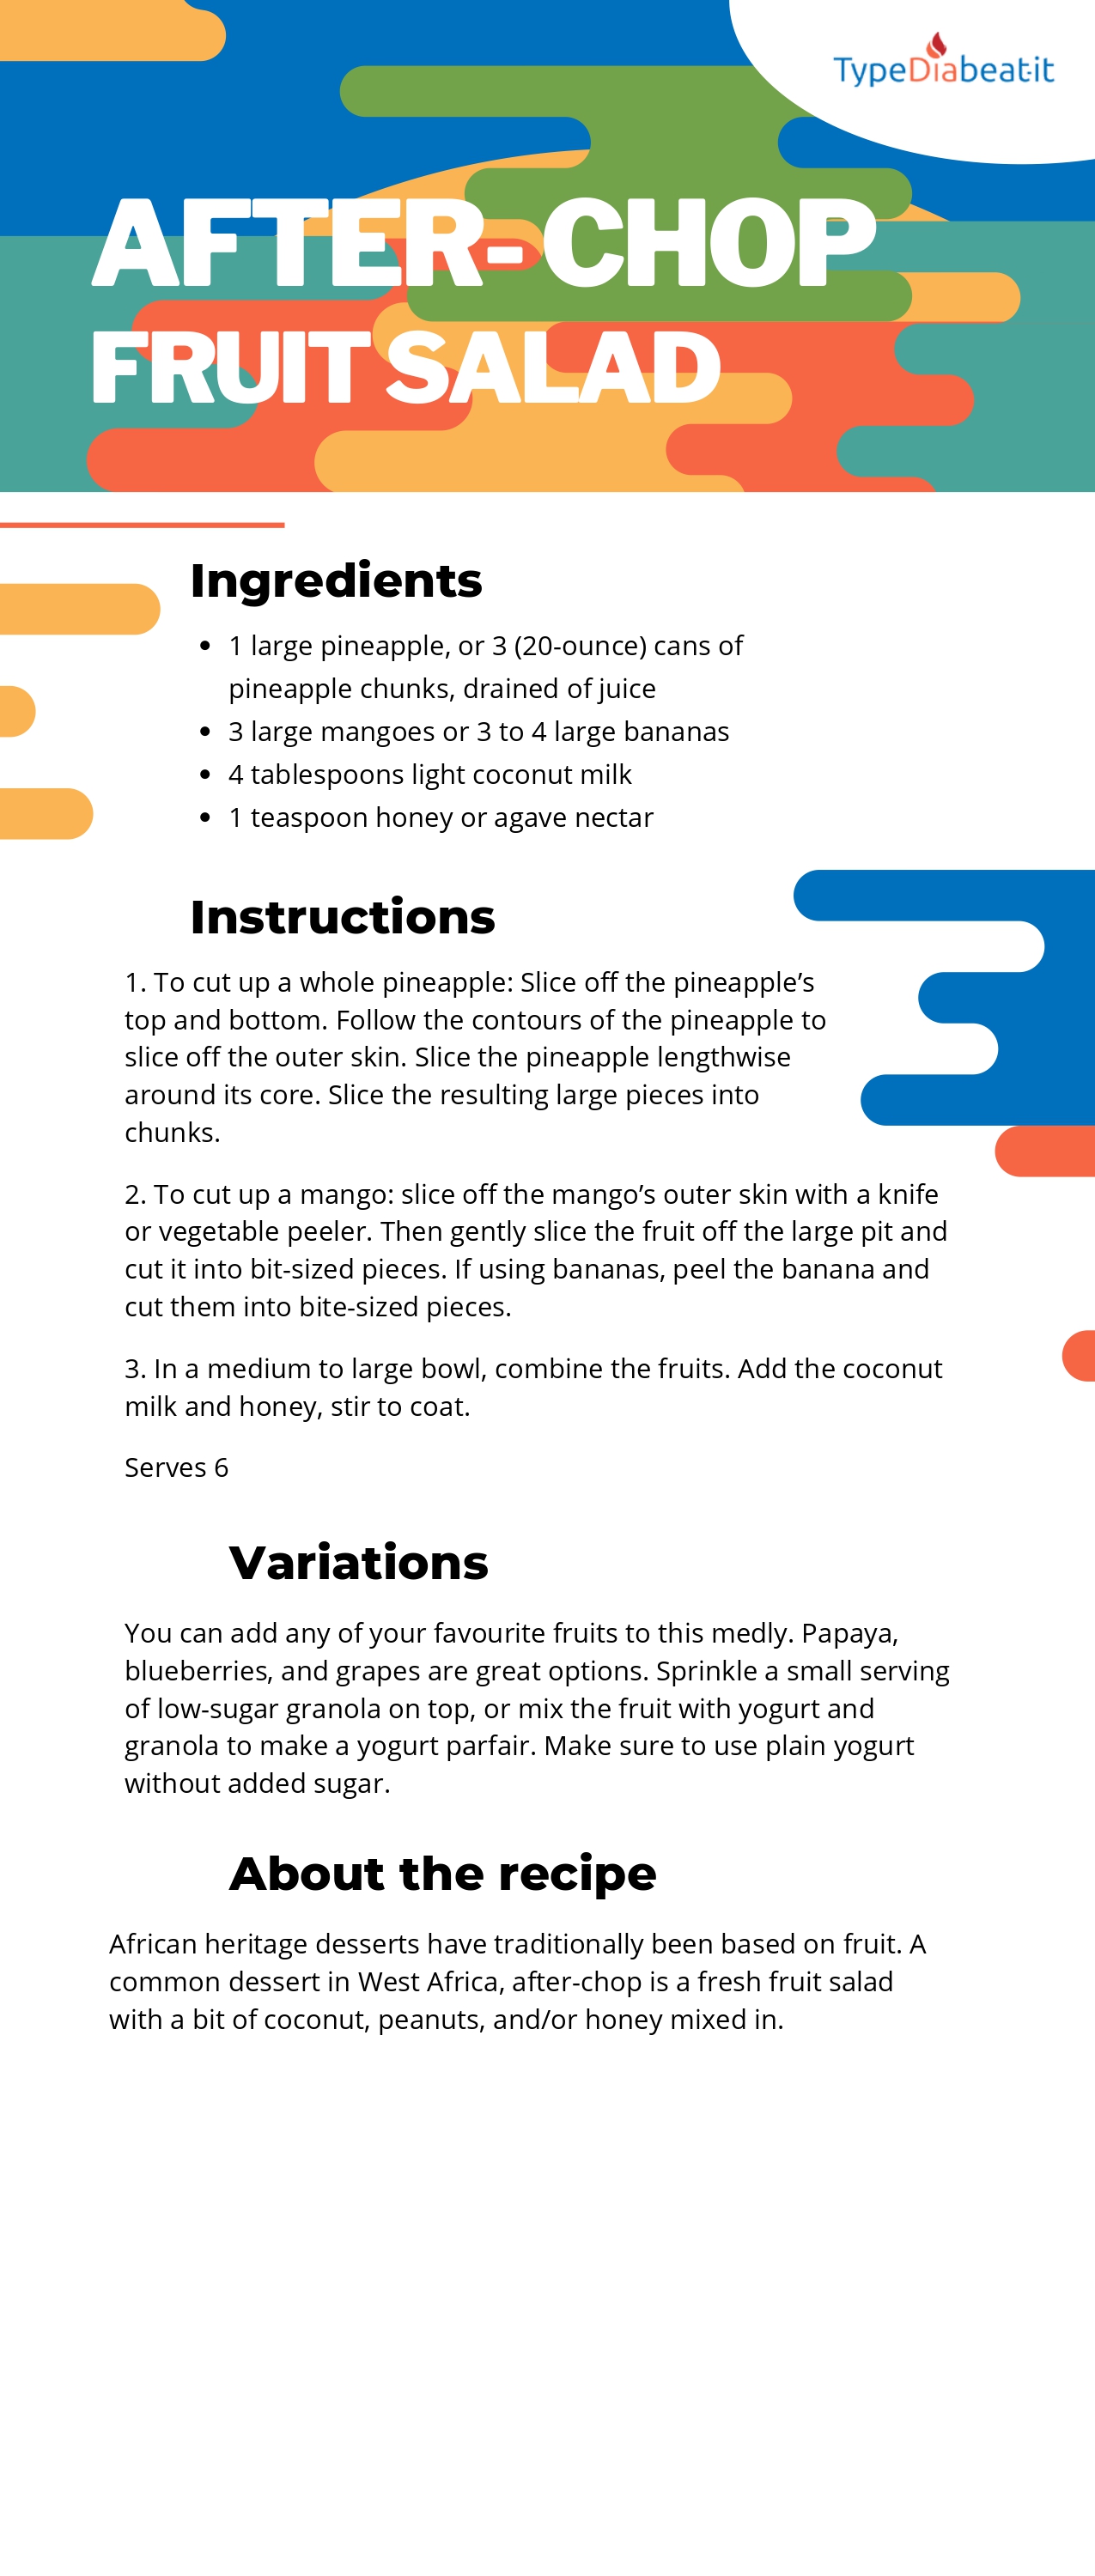 TypeDiabeat-it
AFTER-CHOP
FRUIT SALAD
Ingredients
• 1 large pineapple, or 3 (20-ounce) cans of
pineapple chunks, drained of juice
• 3 large mangoes or 3 to 4 large bananas
• 4 tablespoons light coconut milk
• 1 teaspoon honey or agave nectar
Instructions
1. To cut up a whole pineapple: Slice off the pineapple’s
top and bottom. Follow the contours of the pineapple to
slice off the outer skin. Slice the pineapple lengthwise
around its core. Slice the resulting large pieces into
chunks.
2. To cut up a mango: slice off the mango’s outer skin with a knife
or vegetable peeler. Then gently slice the fruit off the large pit and
cut it into bit-sized pieces. If using bananas, peel the banana and
cut them into bite-sized pieces.
3. In a medium to large bowl, combine the fruits. Add the coconut
milk and honey, stir to coat.
Serves 6
Variations
You can add any of your favourite fruits to this medly. Papaya,
blueberries, and grapes are great options. Sprinkle a small serving
of low-sugar granola on top, or mix the fruit with yogurt and
granola to make a yogurt parfair. Make sure to use plain yogurt
without added sugar.
About the recipe
African heritage desserts have traditionally been based on fruit. A
common dessert in West Africa, after-chop is a fresh fruit salad
with a bit of coconut, peanuts, and/or honey mixed in.